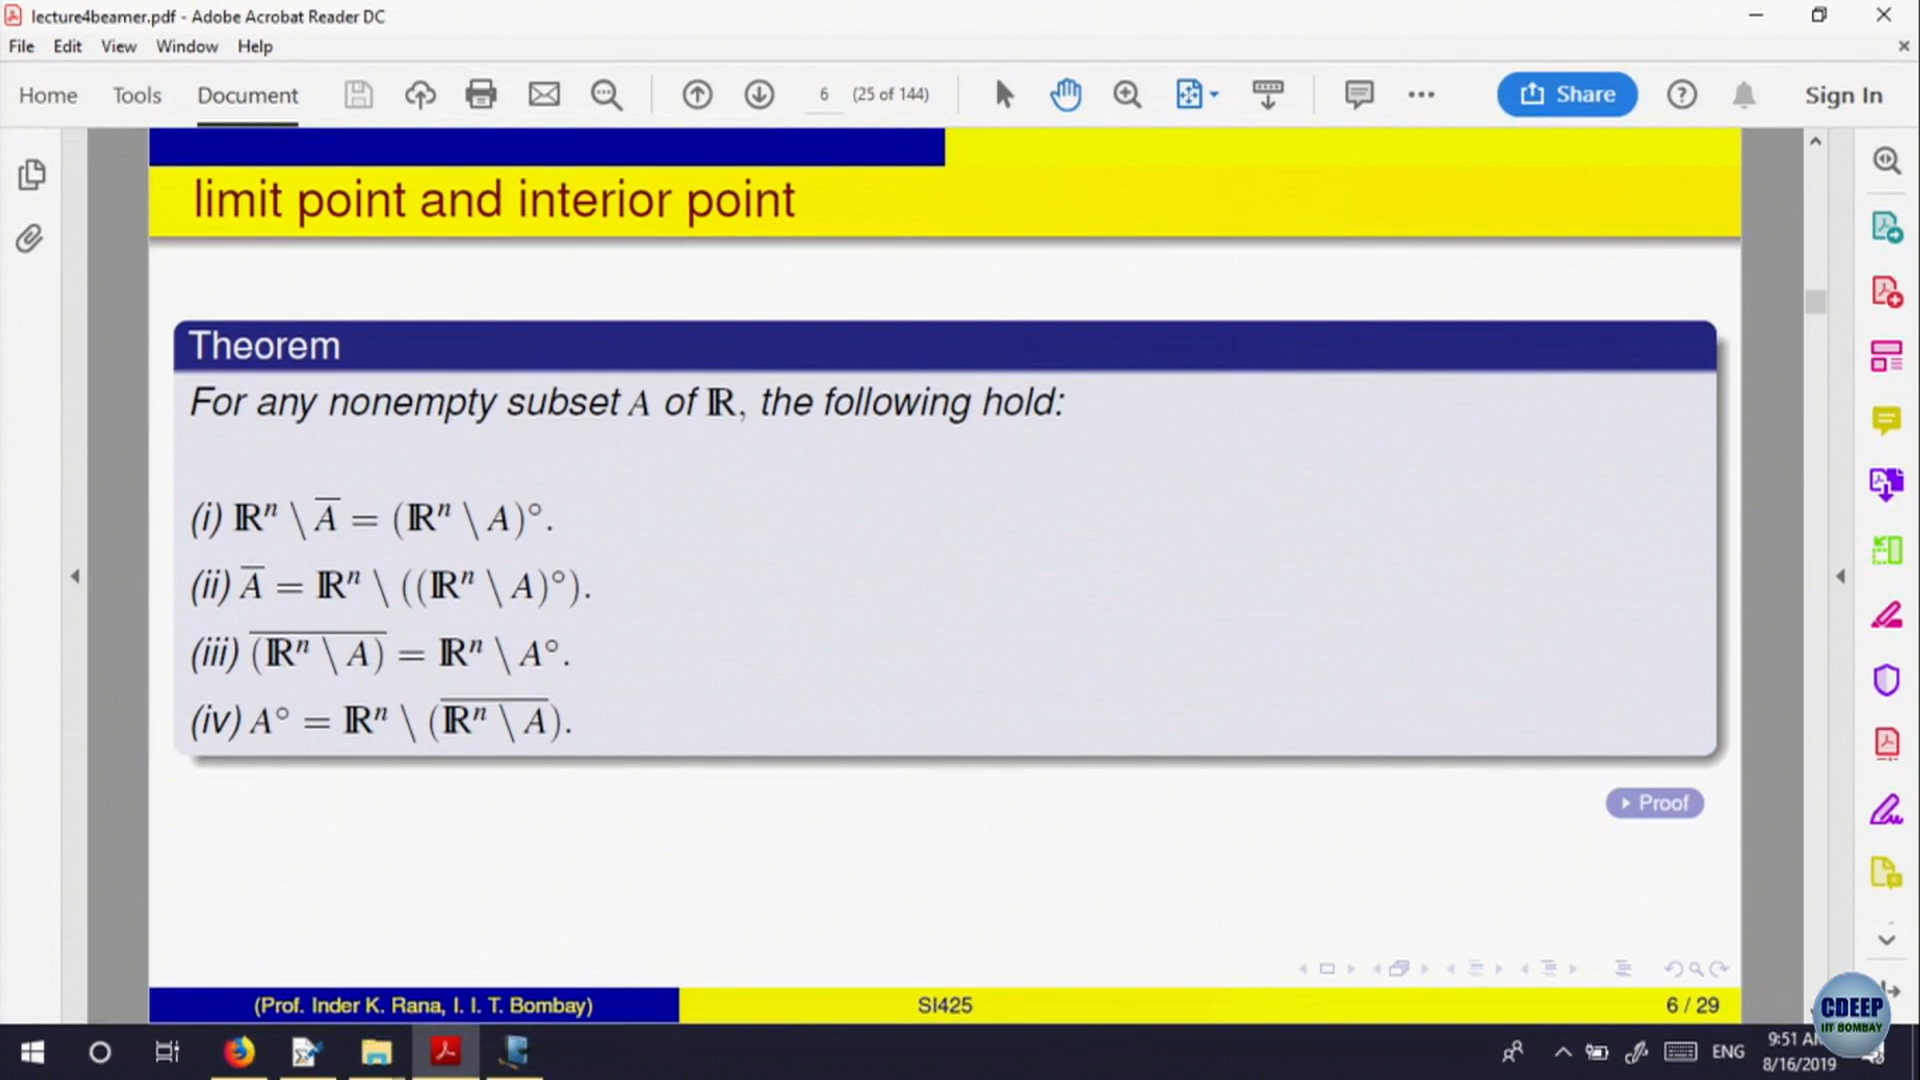 lecture4beamer.pdf - Adobe Acrobat Reader DC
File Edit View Window Help
Home Tools Document 6 (25 of 144) Share Sign In
limit point and interior point
Theorem
For any nonempty subset A of ℝ, the following hold:
(i) ℝⁿ \ A̅ = (ℝⁿ \ A)°.
(ii) A̅ = ℝⁿ \ ((ℝⁿ \ A)°).
(iii) \overline{(ℝⁿ \ A)} = ℝⁿ \ A°.
(iv) A° = ℝⁿ \ (\overline{ℝⁿ \ A}).
Proof
(Prof. Inder K. Rana, I. I. T. Bombay) SI425 6 / 29
CDEEP
IIT BOMBAY
ENG
8/16/2019